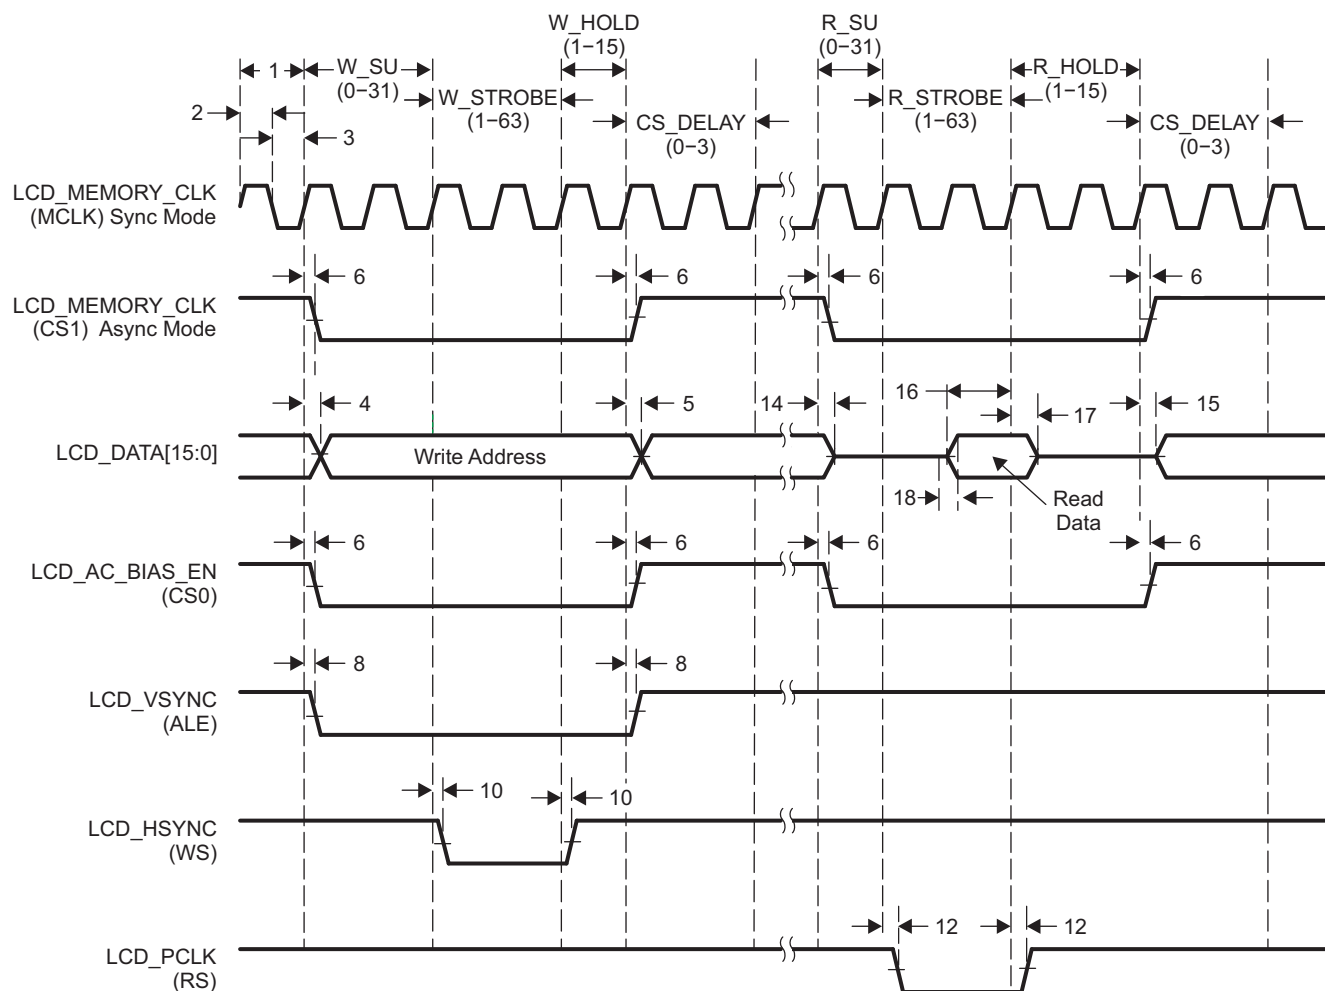 W_HOLD
(1−15)
R_SU
(0−31)
1
W_SU
(0−31)
R_HOLD
(1−15)
2
W_STROBE
(1−63)
R_STROBE
(1−63)
3
CS_DELAY
(0−3)
CS_DELAY
(0−3)
LCD_MEMORY_CLK
(MCLK) Sync Mode
6
6
6
6
LCD_MEMORY_CLK
(CS1) Async Mode
4
5
14
16
17
15
LCD_DATA[15:0]
Write Address
18
Read
Data
6
6
6
6
LCD_AC_BIAS_EN
(CS0)
8
8
LCD_VSYNC
(ALE)
10
10
LCD_HSYNC
(WS)
12
12
LCD_PCLK
(RS)